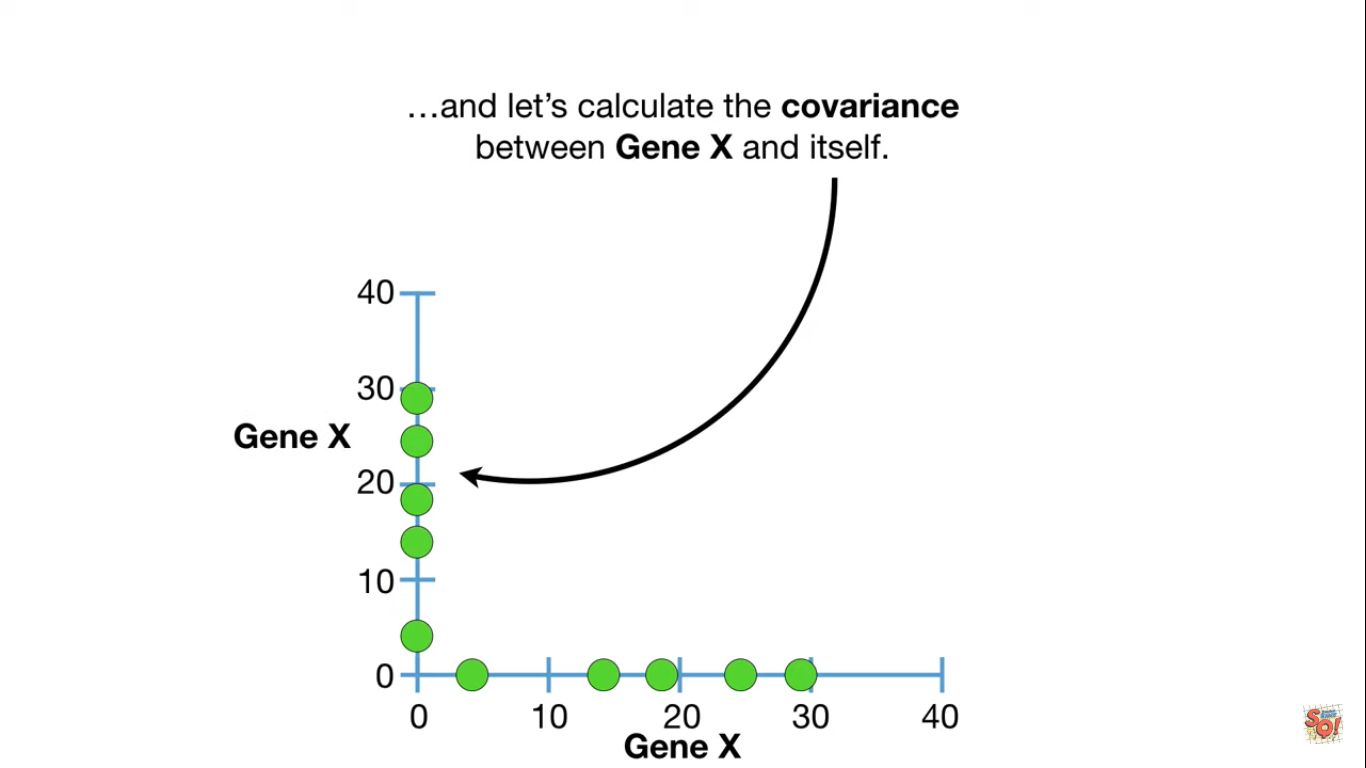 …and let’s calculate the covariance
between Gene X and itself.
40
30
Gene X
20
10
0
0 10 20 30 40
Gene X
SQ!